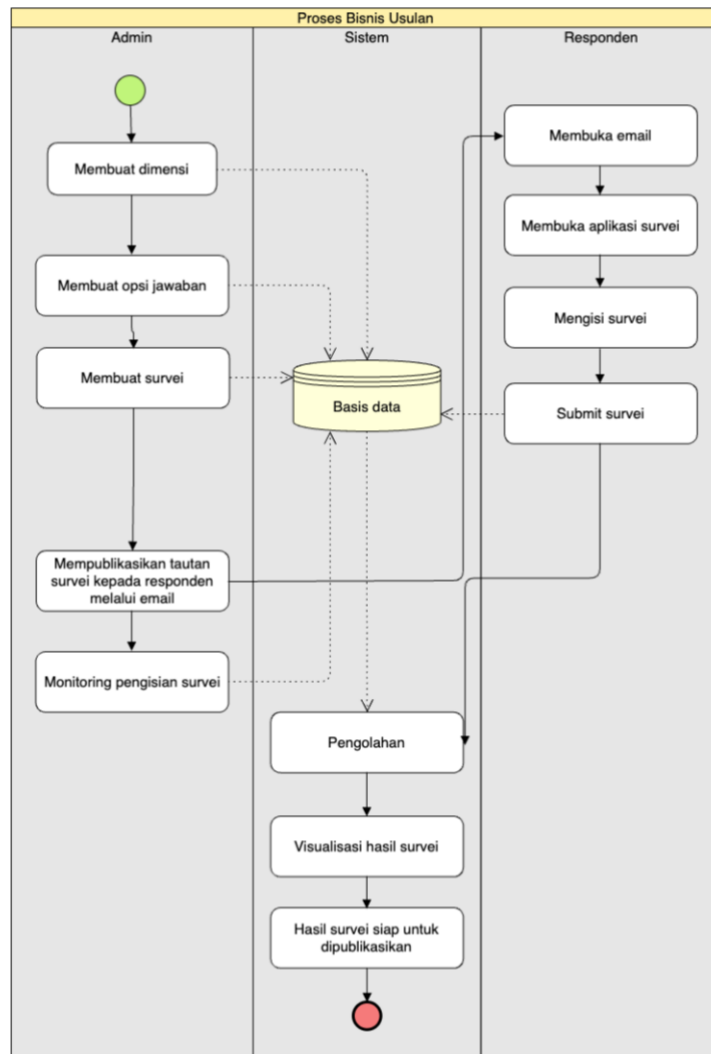 Proses Bisnis Usulan
Admin
Sistem
Responden
Membuat dimensi
Membuat opsi jawaban
Membuat survei
Mempublikasikan tautan
survei kepada responden
melalui email
Monitoring pengisian survei
Basis data
Pengolahan
Visualisasi hasil survei
Hasil survei siap untuk
dipublikasikan
Membuka email
Membuka aplikasi survei
Mengisi survei
Submit survei